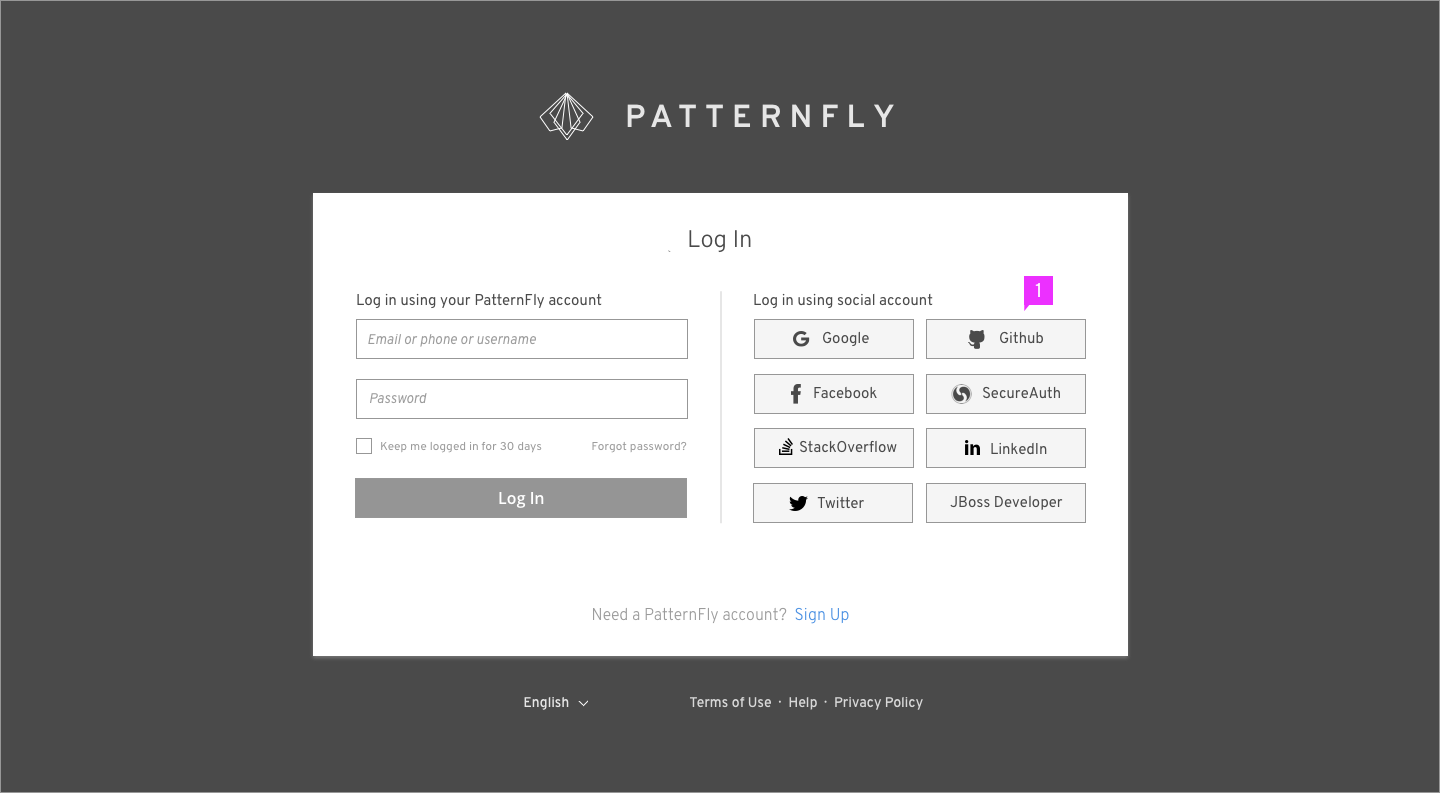 PATTERNFLY
Log In
Log in using your PatternFly account
Email or phone or username
Password
Keep me logged in for 30 days Forgot password?
Log In
Log in using social account
1
Google Github
Facebook SecureAuth
StackOverflow LinkedIn
Twitter JBoss Developer
Need a PatternFly account? Sign Up
English Terms of Use · Help · Privacy Policy